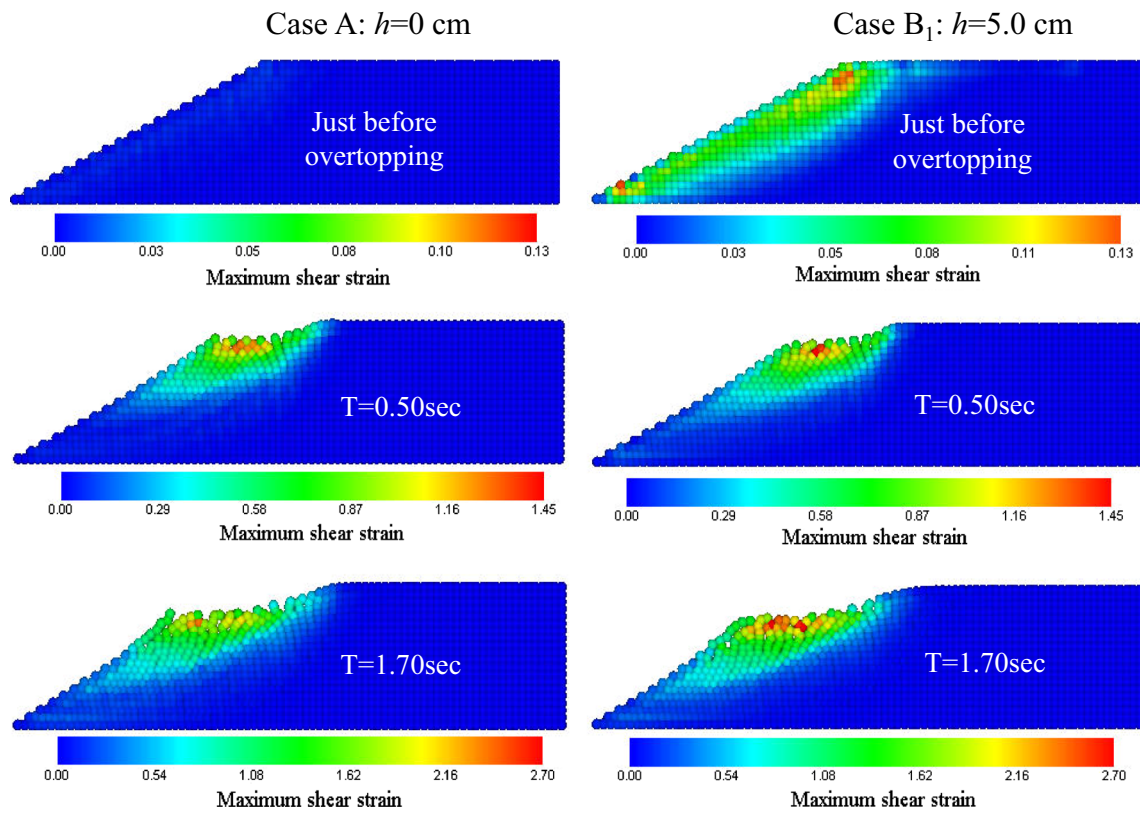 Case A: h=0 cm
Case B1: h=5.0 cm
Just before
overtopping
Just before
overtopping
0.00 0.03 0.05 0.08 0.10 0.13
Maximum shear strain
0.00 0.03 0.05 0.08 0.11 0.13
Maximum shear strain
T=0.50sec
T=0.50sec
0.00 0.29 0.58 0.87 1.16 1.45
Maximum shear strain
0.00 0.29 0.58 0.87 1.16 1.45
Maximum shear strain
T=1.70sec
T=1.70sec
0.00 0.54 1.08 1.62 2.16 2.70
Maximum shear strain
0.00 0.54 1.08 1.62 2.16 2.70
Maximum shear strain